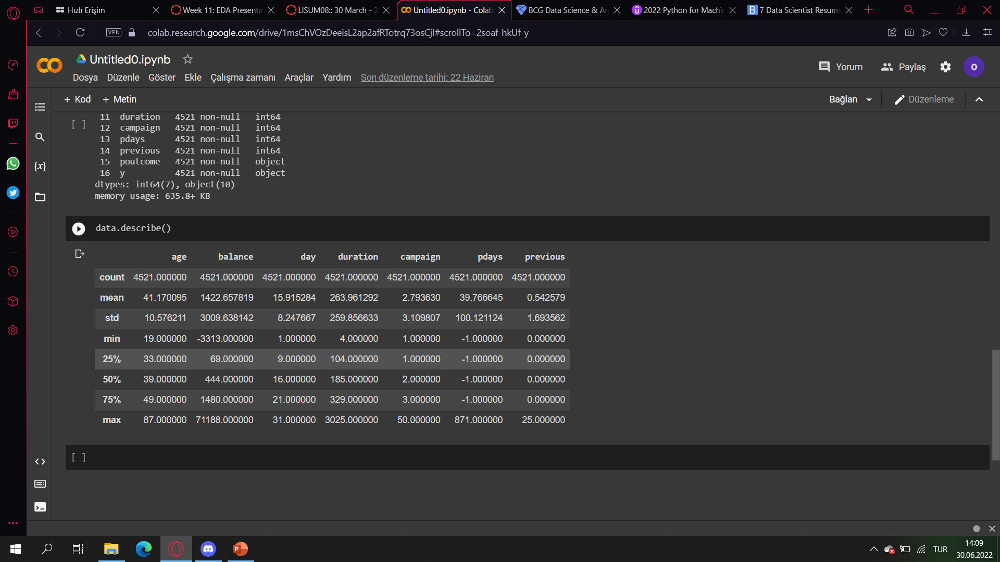 Hızlı Erişim
Week 11: EDA Presenta
LISUM08:: 30 March - 3
Untitled0.ipynb - Colab
BCG Data Science & An
2022 Python for Machin
7 Data Scientist Resume
VPN
colab.research.google.com/drive/1msChVOzDeeisL2ap2afRTotrq73osCjI#scrollTo=2soaf-hkUf-y
Untitled0.ipynb
Yorum
Paylaş
O
Dosya Düzenle Göster Ekle Çalışma zamanı Araçlar Yardım Son düzenleme tarihi: 22 Haziran
+ Kod + Metin
Bağlan
Düzenleme
[ ]
11 duration 4521 non-null int64
12 campaign 4521 non-null int64
13 pdays 4521 non-null int64
14 previous 4521 non-null int64
15 poutcome 4521 non-null object
16 y 4521 non-null object
dtypes: int64(7), object(10)
memory usage: 635.8+ KB
data.describe()
age balance day duration campaign pdays previous
count 4521.000000 4521.000000 4521.000000 4521.000000 4521.000000 4521.000000 4521.000000
mean 41.170095 1422.657819 15.915284 263.961292 2.793630 39.766645 0.542579
std 10.576211 3009.638142 8.247667 259.856633 3.109807 100.121124 1.693562
min 19.000000 -3313.000000 1.000000 4.000000 1.000000 -1.000000 0.000000
25% 33.000000 69.000000 9.000000 104.000000 1.000000 -1.000000 0.000000
50% 39.000000 444.000000 16.000000 185.000000 2.000000 -1.000000 0.000000
75% 49.000000 1480.000000 21.000000 329.000000 3.000000 -1.000000 0.000000
max 87.000000 71188.000000 31.000000 3025.000000 50.000000 871.000000 25.000000
[ ]
TUR
14:09
30.06.2022